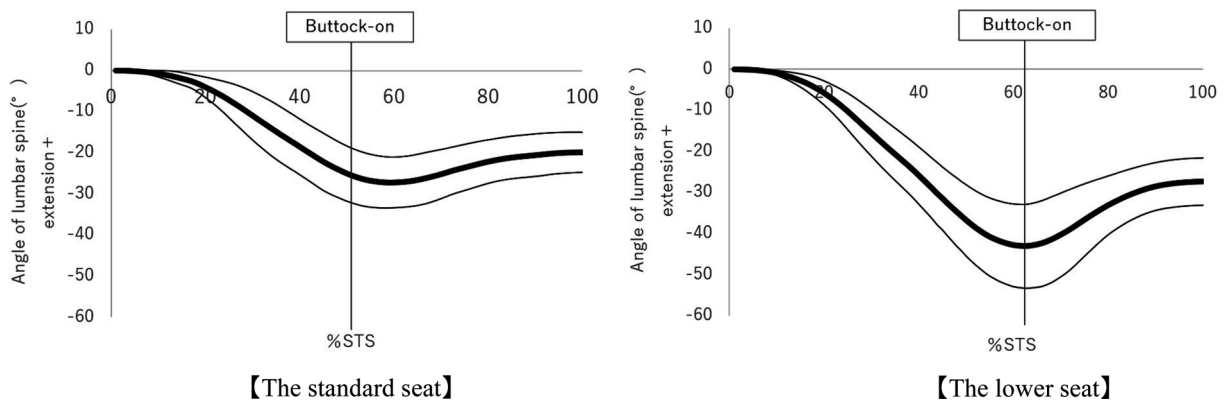 Buttock-on
10
0
-10
-20
-30
-40
-50
-60
0
20
40
60
80
100
Angle of lumbar spine(°)
extension+
%STS
【The standard seat】
Buttock-on
10
0
-10
-20
-30
-40
-50
-60
0
20
40
60
80
100
Angle of lumbar spine(°)
extension+
%STS
【The lower seat】